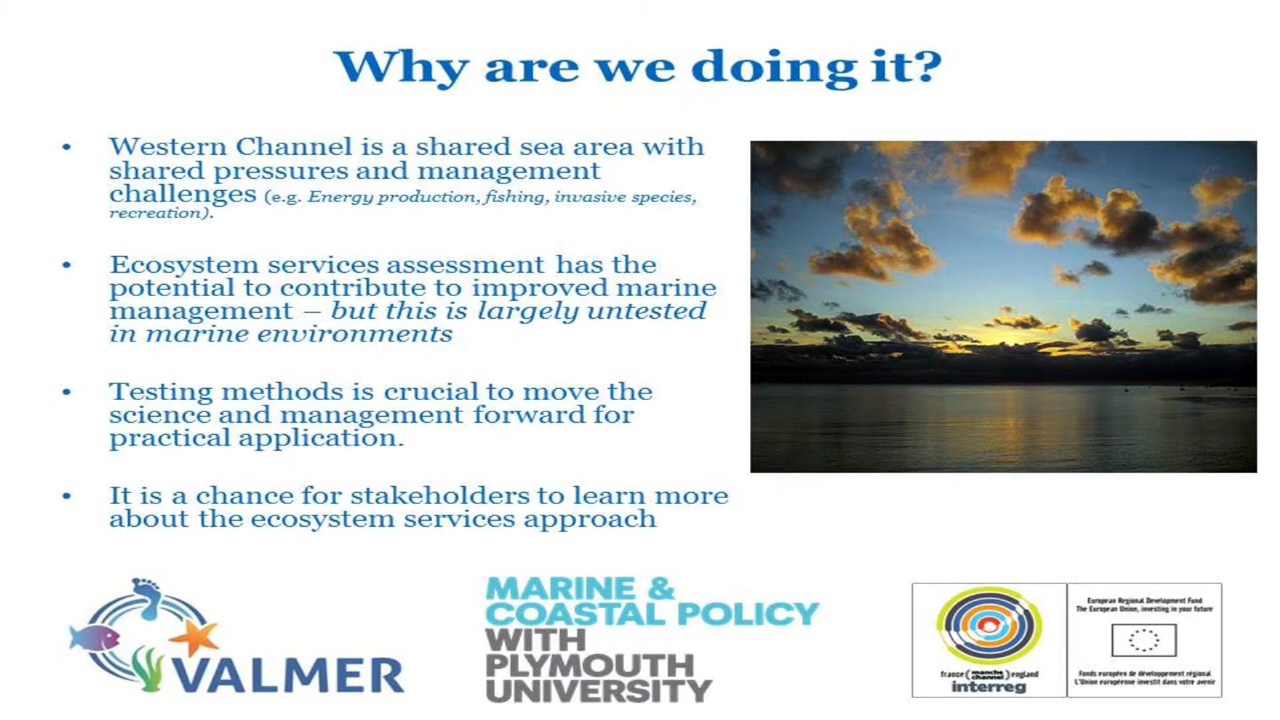 Why are we doing it?
• Western Channel is a shared sea area with
shared pressures and management
challenges (e.g. Energy production, fishing, invasive species,
recreation).
• Ecosystem services assessment has the
potential to contribute to improved marine
management – but this is largely untested
in marine environments
• Testing methods is crucial to move the
science and management forward for
practical application.
• It is a chance for stakeholders to learn more
about the ecosystem services approach
VALMER
MARINE &
COASTAL POLICY
WITH
PLYMOUTH
UNIVERSITY
france (manche channel) england
interreg
European Regional Development Fund
The European Union, investing in your future
Fonds européen de développement régional
L'Union européenne investit dans votre avenir